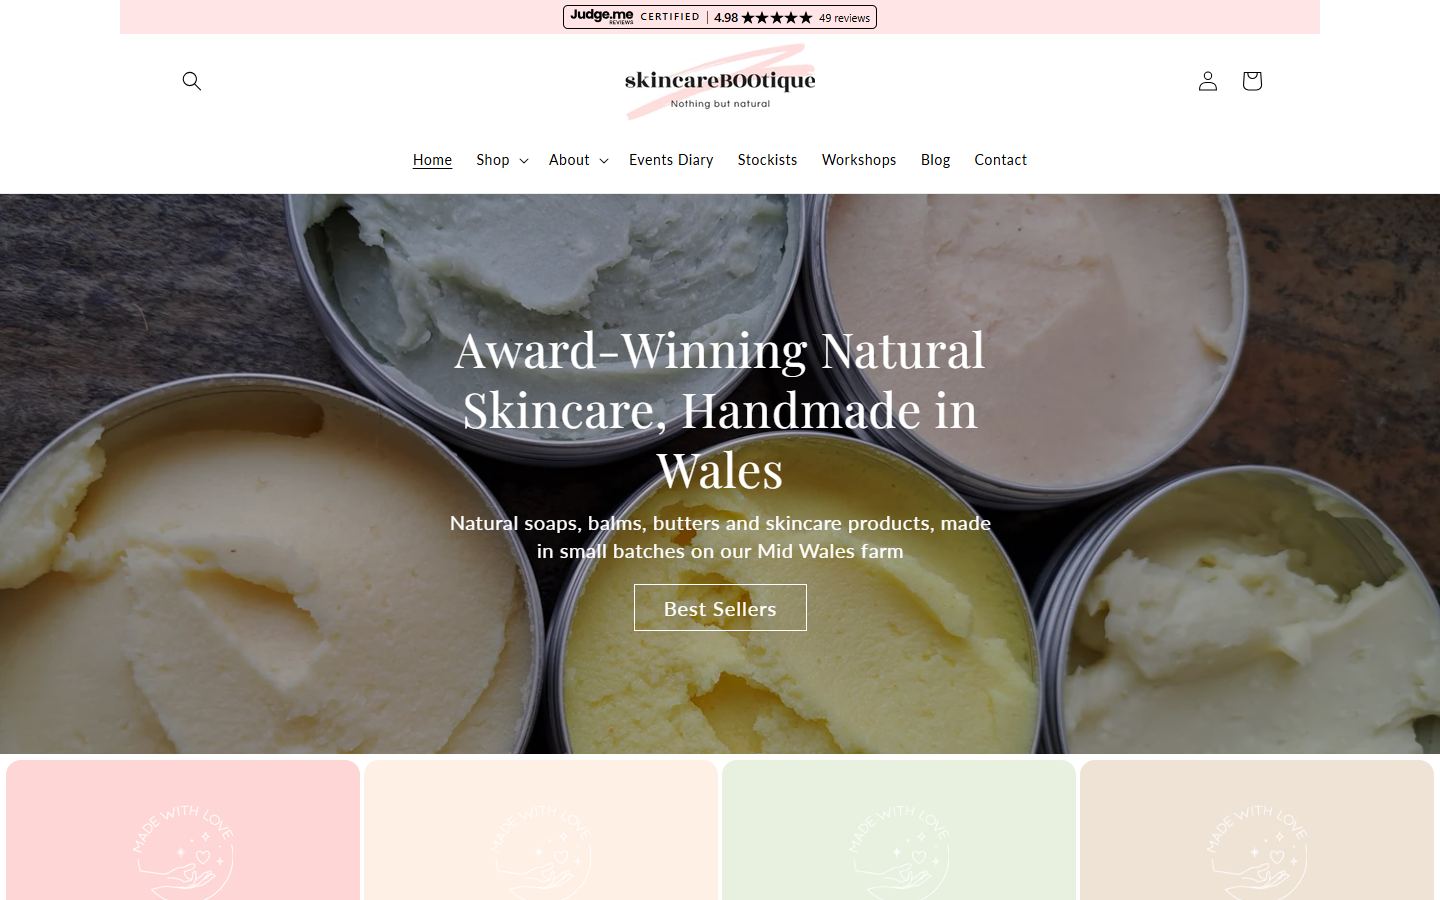 Judge.me
REVIEWS
CERTIFIED
4.98 ★★★★★
49 reviews
skincareBOOtique
Nothing but natural
Home
Shop
About
Events Diary
Stockists
Workshops
Blog
Contact
Award-Winning Natural
Skincare, Handmade in
Wales
Natural soaps, balms, butters and skincare products, made
in small batches on our Mid Wales farm
Best Sellers
MADE WITH LOVE
MADE WITH LOVE
MADE WITH LOVE
MADE WITH LOVE